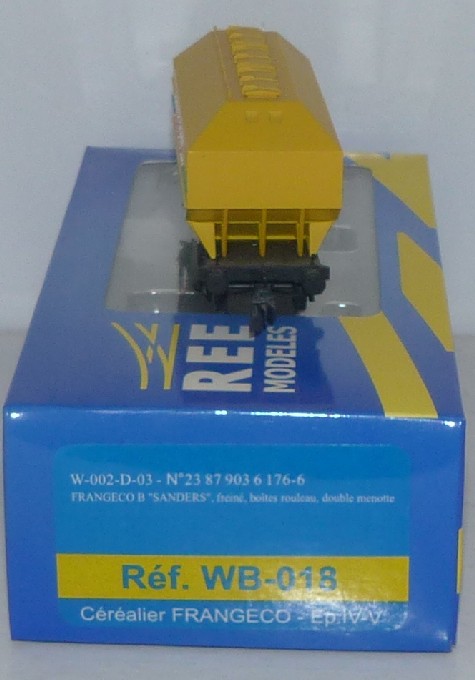 REE
MODELES
W-002-D-03 - N°23 87 903 6 176-6
FRANGECO B "SANDERS", freiné, boîtes rouleau, double menotte
Réf. WB-018
Céréalier FRANGECO - Ep.IV-V